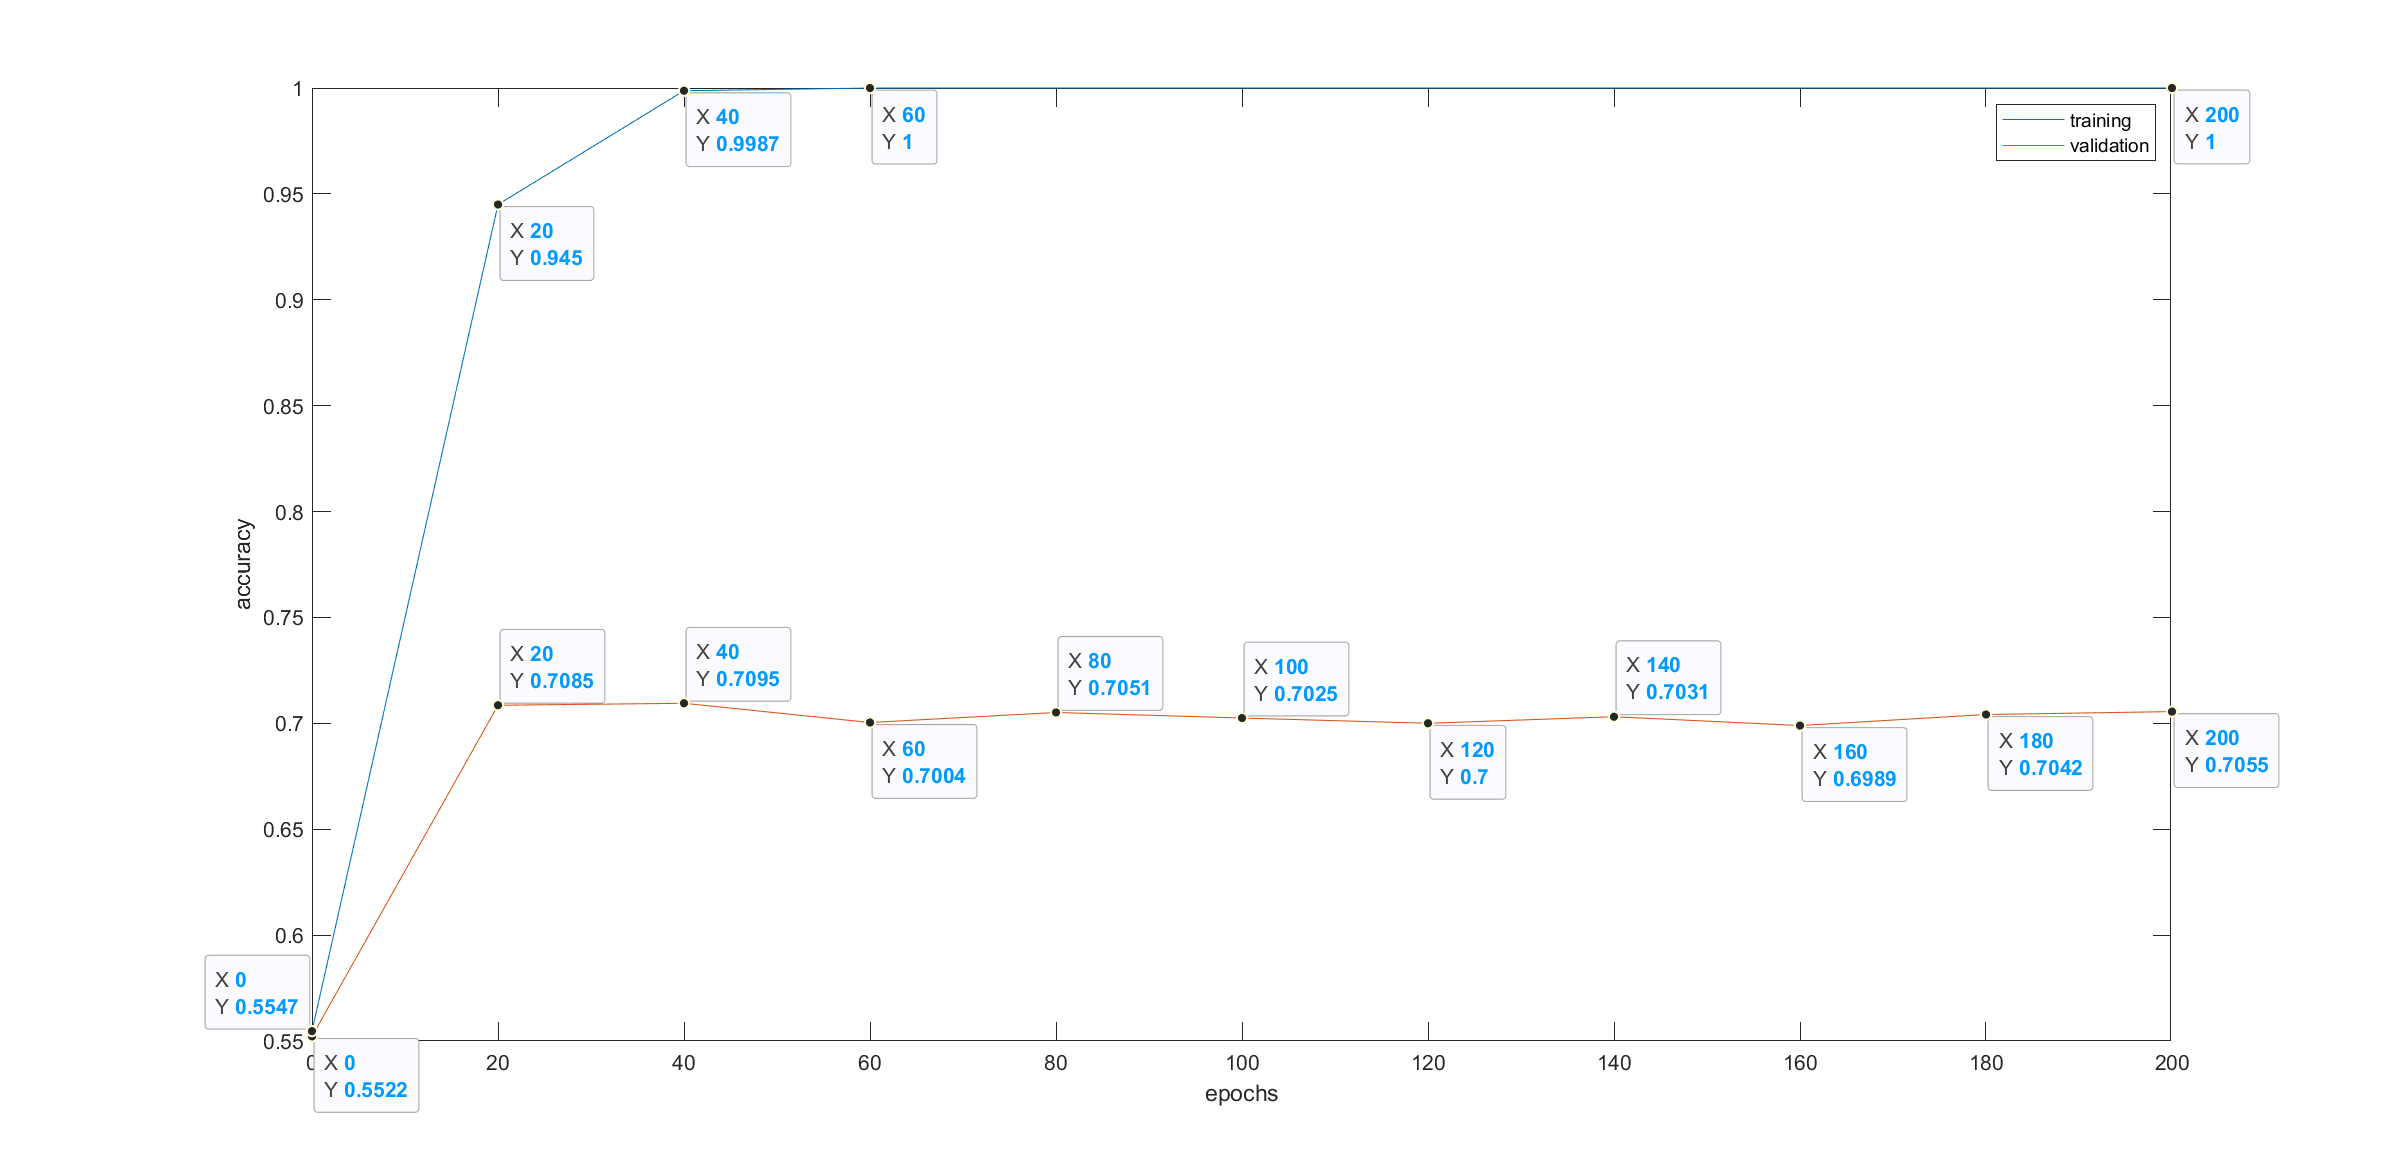 1
0.95
0.9
0.85
0.8
0.75
0.7
0.65
0.6
0.55
accuracy
0
20
40
60
80
100
120
140
160
180
200
epochs
training
validation
X 0
Y 0.5547
X 20
Y 0.945
X 40
Y 0.9987
X 60
Y 1
X 200
Y 1
X 0
Y 0.5522
X 20
Y 0.7085
X 40
Y 0.7095
X 60
Y 0.7004
X 80
Y 0.7051
X 100
Y 0.7025
X 120
Y 0.7
X 140
Y 0.7031
X 160
Y 0.6989
X 180
Y 0.7042
X 200
Y 0.7055